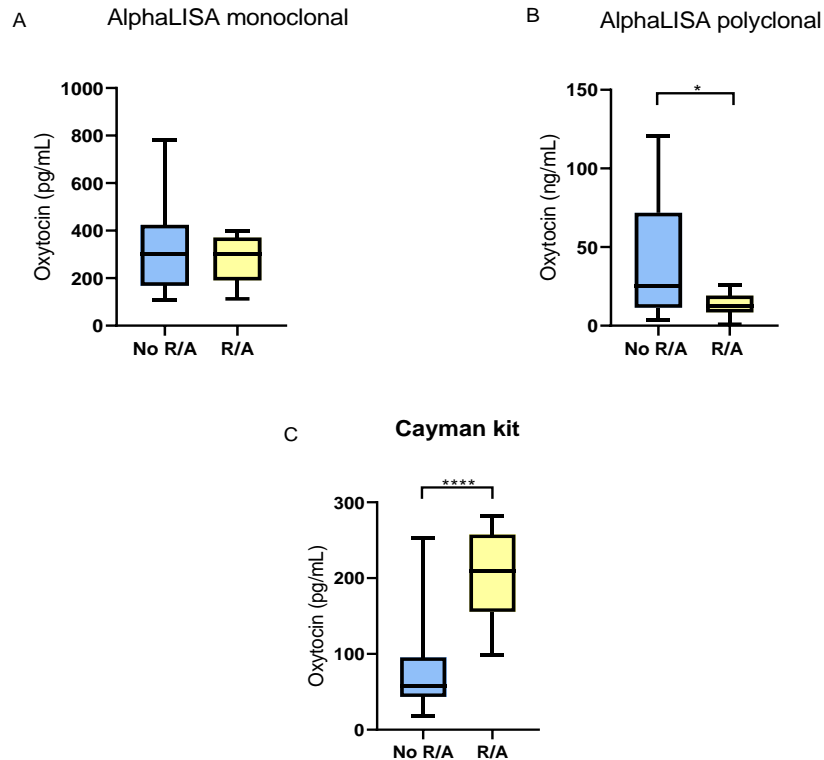 A
AlphaLISA monoclonal
1000
800
600
400
200
0
Oxytocin (pg/mL)
No R/A
R/A
B
AlphaLISA polyclonal
150
100
50
0
Oxytocin (ng/mL)
*
No R/A
R/A
C
Cayman kit
300
200
100
0
Oxytocin (pg/mL)
****
No R/A
R/A